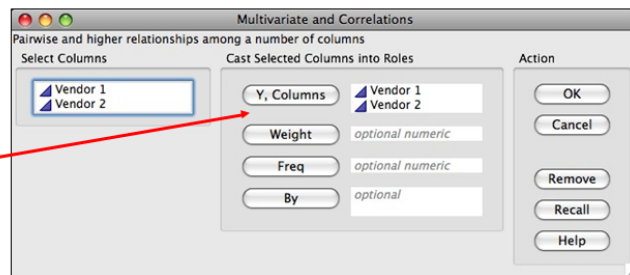 Multivariate and Correlations
Pairwise and higher relationships among a number of columns
Select Columns
Vendor 1
Vendor 2
Cast Selected Columns into Roles
Y, Columns
Vendor 1
Vendor 2
Weight
optional numeric
Freq
optional numeric
By
optional
Action
OK
Cancel
Remove
Recall
Help